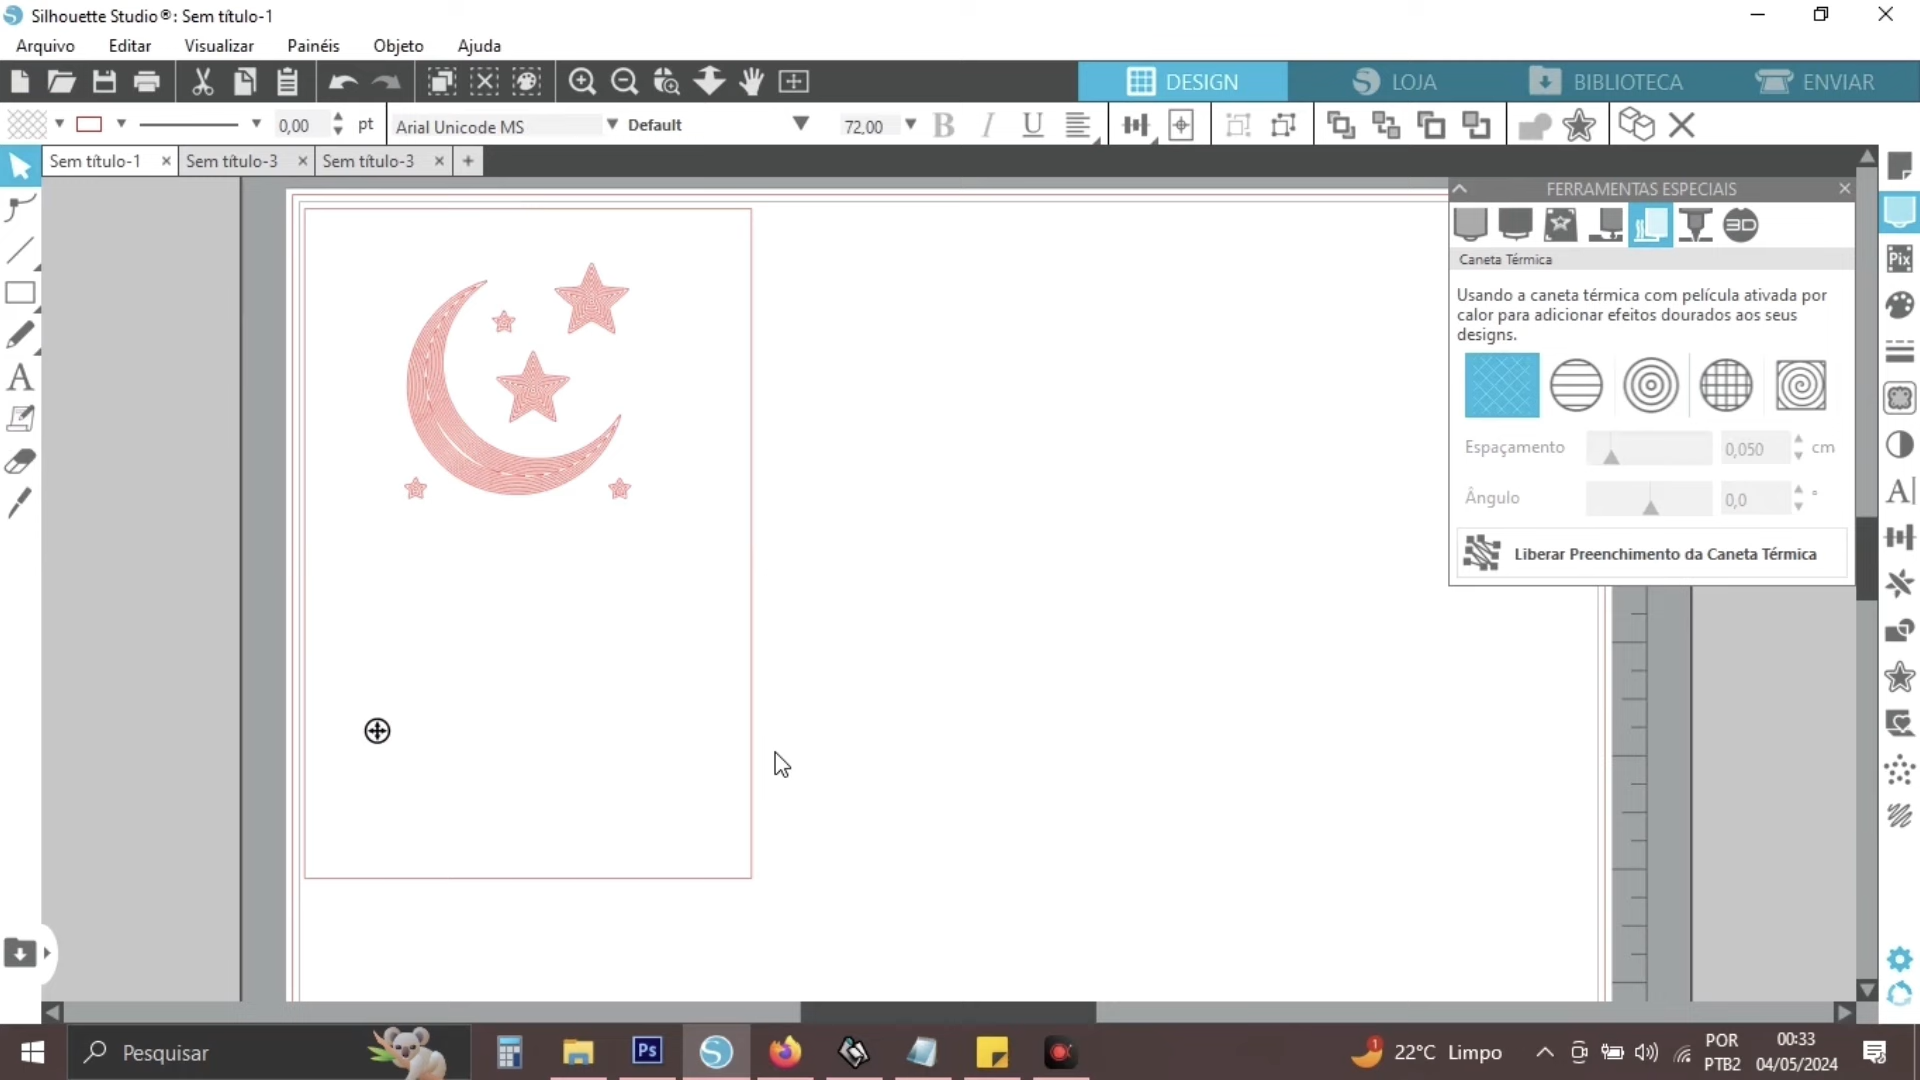 Silhouette Studio®: Sem título-1
Arquivo Editar Visualizar Painéis Objeto Ajuda
DESIGN LOJA BIBLIOTECA ENVIAR
0,00 pt Arial Unicode MS Default 72,00 B I U
Sem título-1 Sem título-3 Sem título-3
FERRAMENTAS ESPECIAIS
3D
Caneta Térmica
Usando a caneta térmica com película ativada por
calor para adicionar efeitos dourados aos seus
designs.
Espaçamento 0,050 cm
Ângulo 0,0 °
Liberar Preenchimento da Caneta Térmica
Pix
A
A
Pesquisar
Ps
1
22°C Limpo
POR
PTB2
00:33
04/05/2024